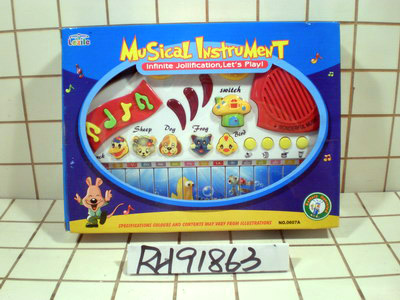 Musical Instrument
Infinite Jollification,Let's Play!
switch
Sheep Dog Frog Bird
SPECIFICATIONS COLOURS AND CONTENTS MAY VERY FROM ILLUSTRATIONS
NO.0607A
RH91863